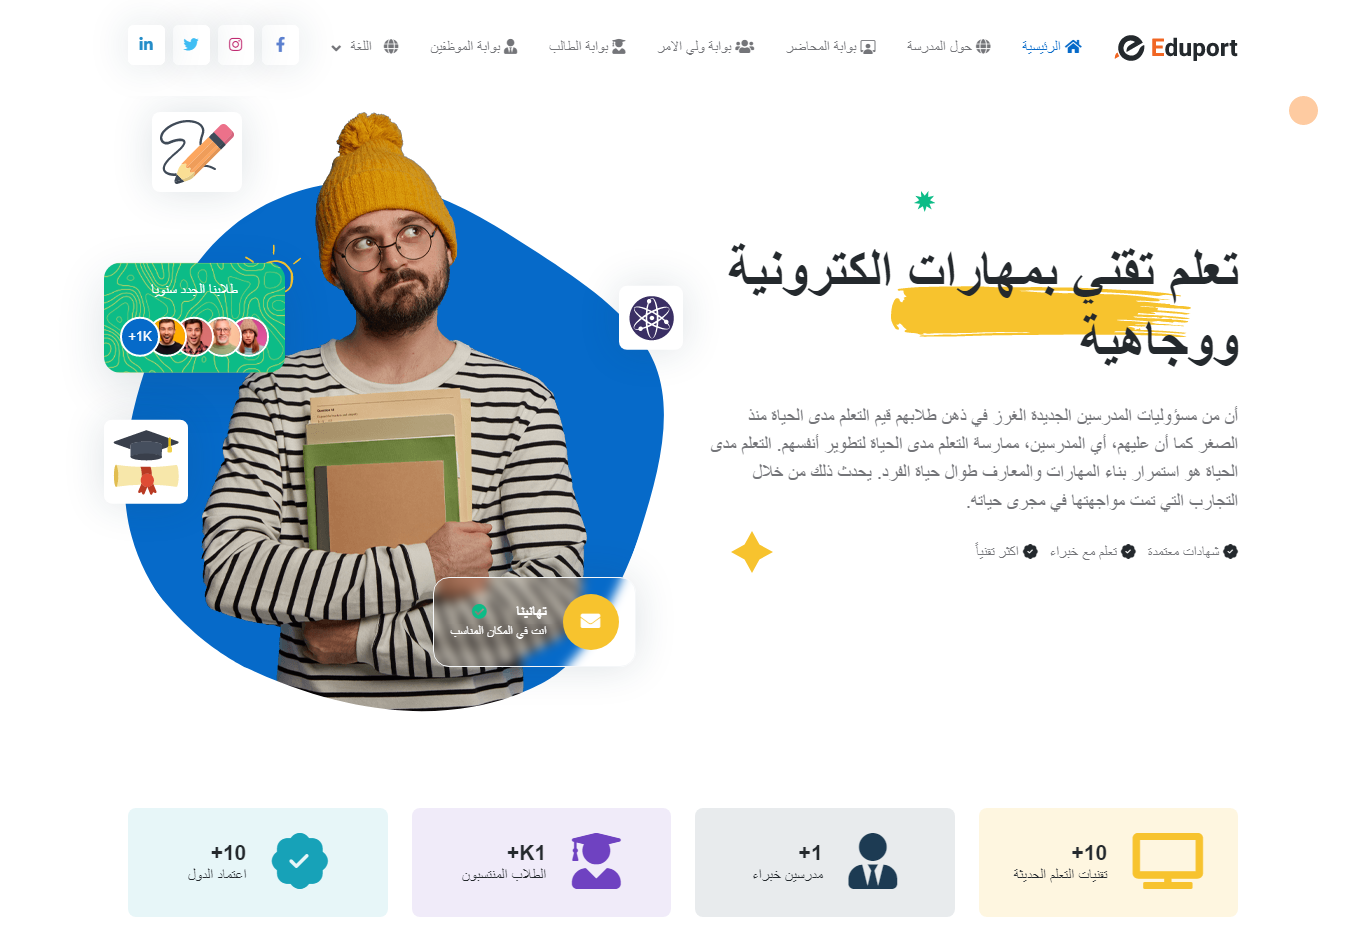 Eduport
الرئيسية
حول المدرسة
بوابة المحاضر
بوابة ولي الامر
بوابة الطالب
بوابة الموظفين
اللغة
تعلم تقني بمهارات الكترونية
ووجاهية
أن من مسؤوليات المدرسين الجديدة الغرز في ذهن طلابهم قيم التعلم مدى الحياة منذ
الصغر كما أن عليهم، أي المدرسين، ممارسة التعلم مدى الحياة لتطوير أنفسهم. التعلم مدى
الحياة هو استمرار بناء المهارات والمعارف طوال حياة الفرد. يحدث ذلك من خلال
التجارب التي تمت مواجهتها في مجرى حياته.
شهادات معتمدة
تعلم مع خبراء
اكثر تقنياً
طلابنا الجدد سنويا
+1K
تهانينا
انت في المكان المناسب
+10
تقنيات التعلم الحديثة
+1
مدرسين خبراء
+K1
الطلاب المنتسبون
+10
اعتماد الدول